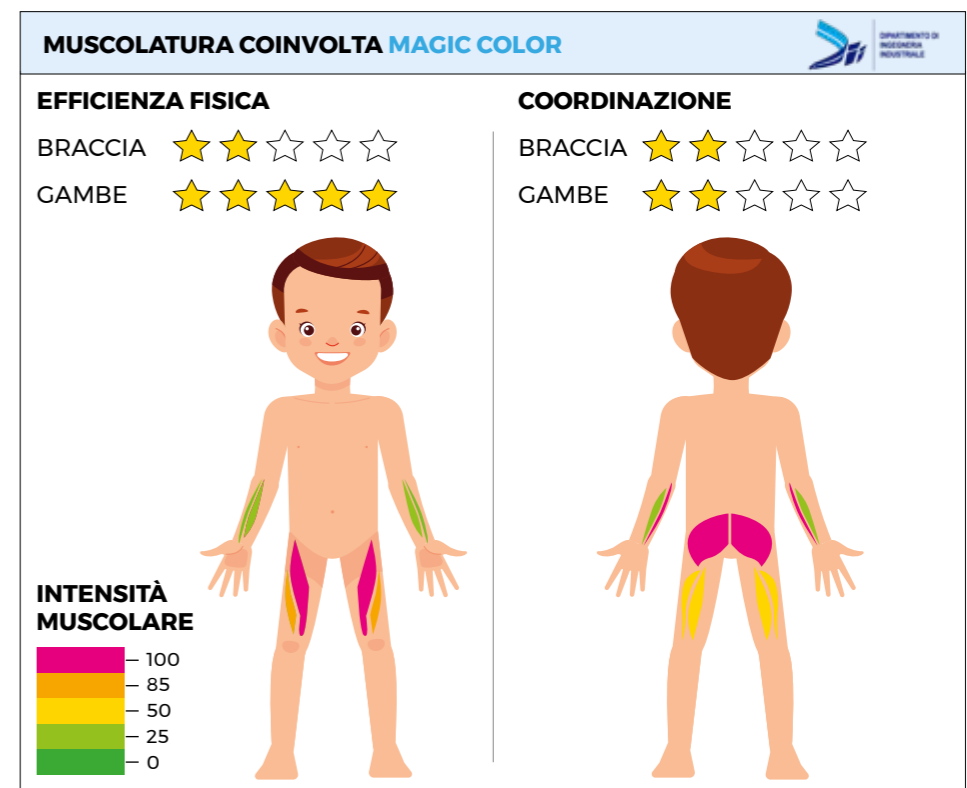 MUSCOLATURA COINVOLTA MAGIC COLOR
DIPARTIMENTO DI
INGEGNERIA
INDUSTRIALE
EFFICIENZA FISICA
BRACCIA
GAMBE
COORDINAZIONE
BRACCIA
GAMBE
INTENSITÀ
MUSCOLARE
100
85
50
25
0